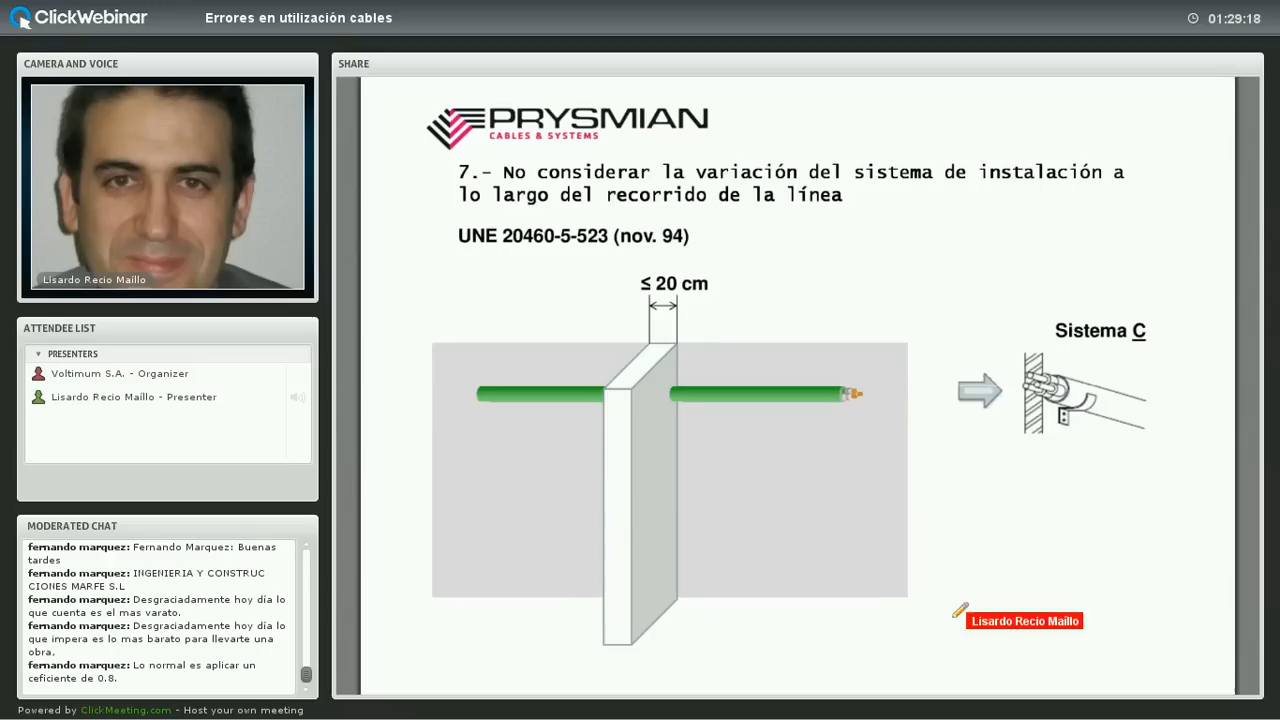 ClickWebinar
Errores en utilización cables
01:29:18
CAMERA AND VOICE
Lisardo Recio Maíllo
ATTENDEE LIST
PRESENTERS
Voltimum S.A. - Organizer
Lisardo Recio Maíllo - Presenter
MODERATED CHAT
fernando marquez: Fernando Marquez: Buenas
tardes
fernando marquez: INGENIERIA Y CONSTRUC
CIONES MARFE S.L
fernando marquez: Desgraciadamente hoy día lo
que cuenta es el mas varato.
fernando marquez: Desgraciadamente hoy día lo
que impera es lo mas barato para llevarte una
obra.
fernando marquez: Lo normal es aplicar un
ceficiente de 0.8.
Powered by ClickMeeting.com - Host your own meeting
SHARE
PRYSMIAN
CABLES & SYSTEMS
7.- No considerar la variación del sistema de instalación a
lo largo del recorrido de la línea
UNE 20460-5-523 (nov. 94)
≤ 20 cm
Sistema C
Lisardo Recio Maíllo